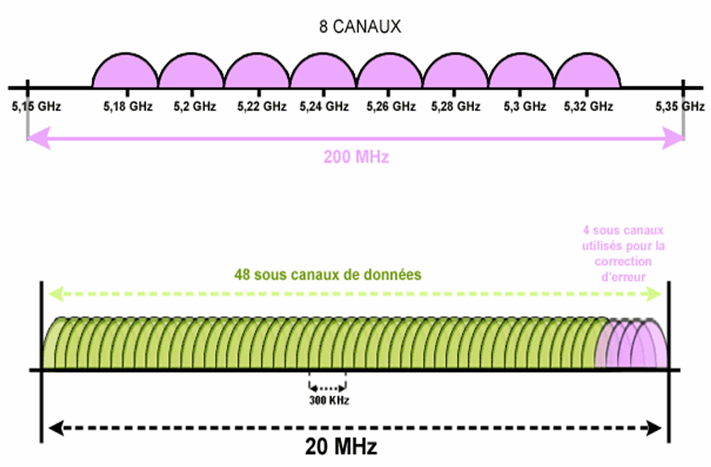 8 CANAUX
5,15 GHz 5,18 GHz 5,2 GHz 5,22 GHz 5,24 GHz 5,26 GHz 5,28 GHz 5,3 GHz 5,32 GHz 5,35 GHz
200 MHz
4 sous canaux
utilisés pour la
correction
d'erreur
48 sous canaux de données
300 KHz
20 MHz